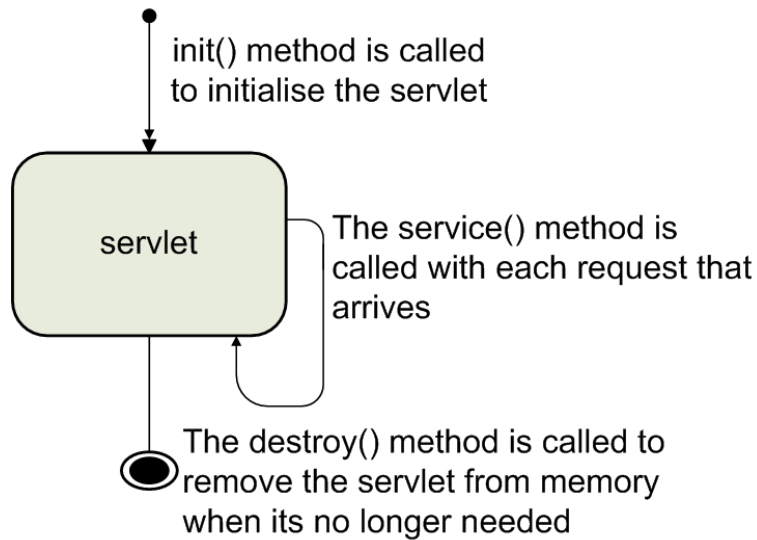 init() method is called
to initialise the servlet
servlet
The service() method is
called with each request that
arrives
The destroy() method is called to
remove the servlet from memory
when its no longer needed